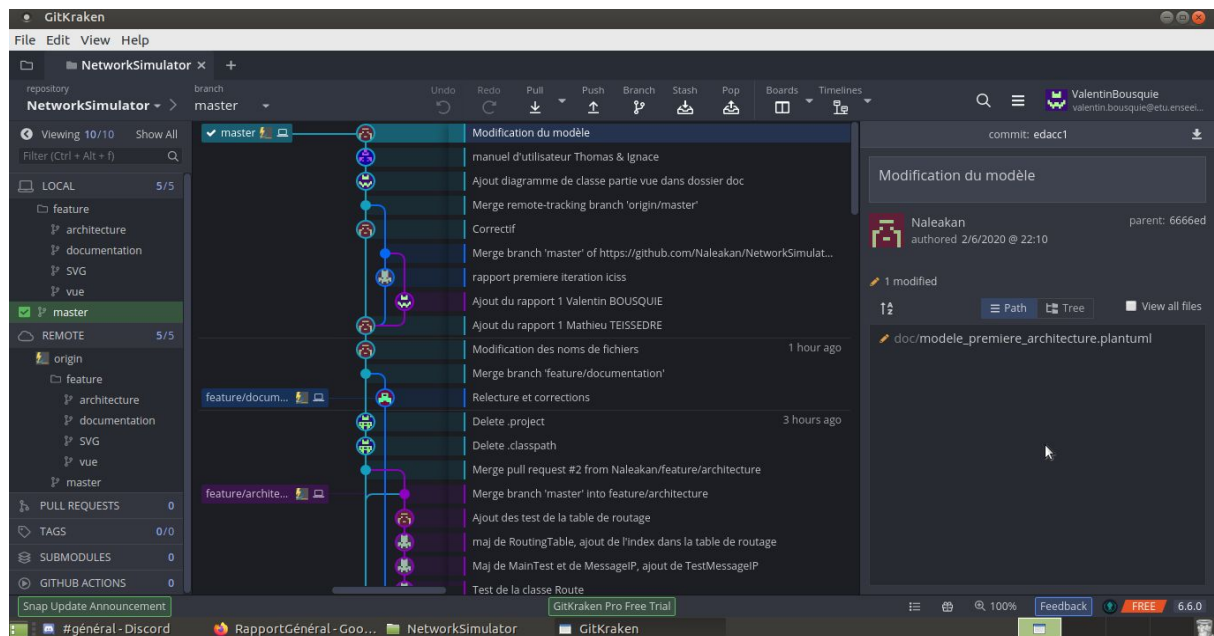 GitKraken
File Edit View Help
NetworkSimulator × +
repository
NetworkSimulator
branch
master
Undo Redo Pull Push Branch Stash Pop Boards Timelines
ValentinBousquie
valentin.bousquie@etu.enseei...
Viewing 10/10 Show All
Filter (Ctrl + Alt + f)
LOCAL 5/5
feature
architecture
documentation
SVG
vue
master
REMOTE 5/5
origin
feature
architecture
documentation
SVG
vue
master
PULL REQUESTS 0
TAGS 0/0
SUBMODULES 0
GITHUB ACTIONS 0
master
Modification du modèle
manuel d'utilisateur Thomas & Ignace
Ajout diagramme de classe partie vue dans dossier doc
Merge remote-tracking branch 'origin/master'
Correctif
Merge branch 'master' of https://github.com/Naleakan/NetworkSimulat...
rapport premiere iteration iciss
Ajout du rapport 1 Valentin BOUSQUIE
Ajout du rapport 1 Mathieu TEISSEDRE
Modification des noms de fichiers 1 hour ago
Merge branch 'feature/documentation'
feature/docum... Relecture et corrections
Delete .project 3 hours ago
Delete .classpath
Merge pull request #2 from Naleakan/feature/architecture
feature/archite... Merge branch 'master' into feature/architecture
Ajout des test de la table de routage
maj de RoutingTable, ajout de l'index dans la table de routage
Maj de MainTest et de MessageIP, ajout de TestMessageIP
Test de la classe Route
commit: edacc1
Modification du modèle
Naleakan
authored 2/6/2020 @ 22:10
parent: 6666ed
1 modified
Path Tree View all files
doc/modele_premiere_architecture.plantuml
Snap Update Announcement
GitKraken Pro Free Trial
100% Feedback FREE 6.6.0
#général - Discord RapportGénéral - Goo... NetworkSimulator GitKraken